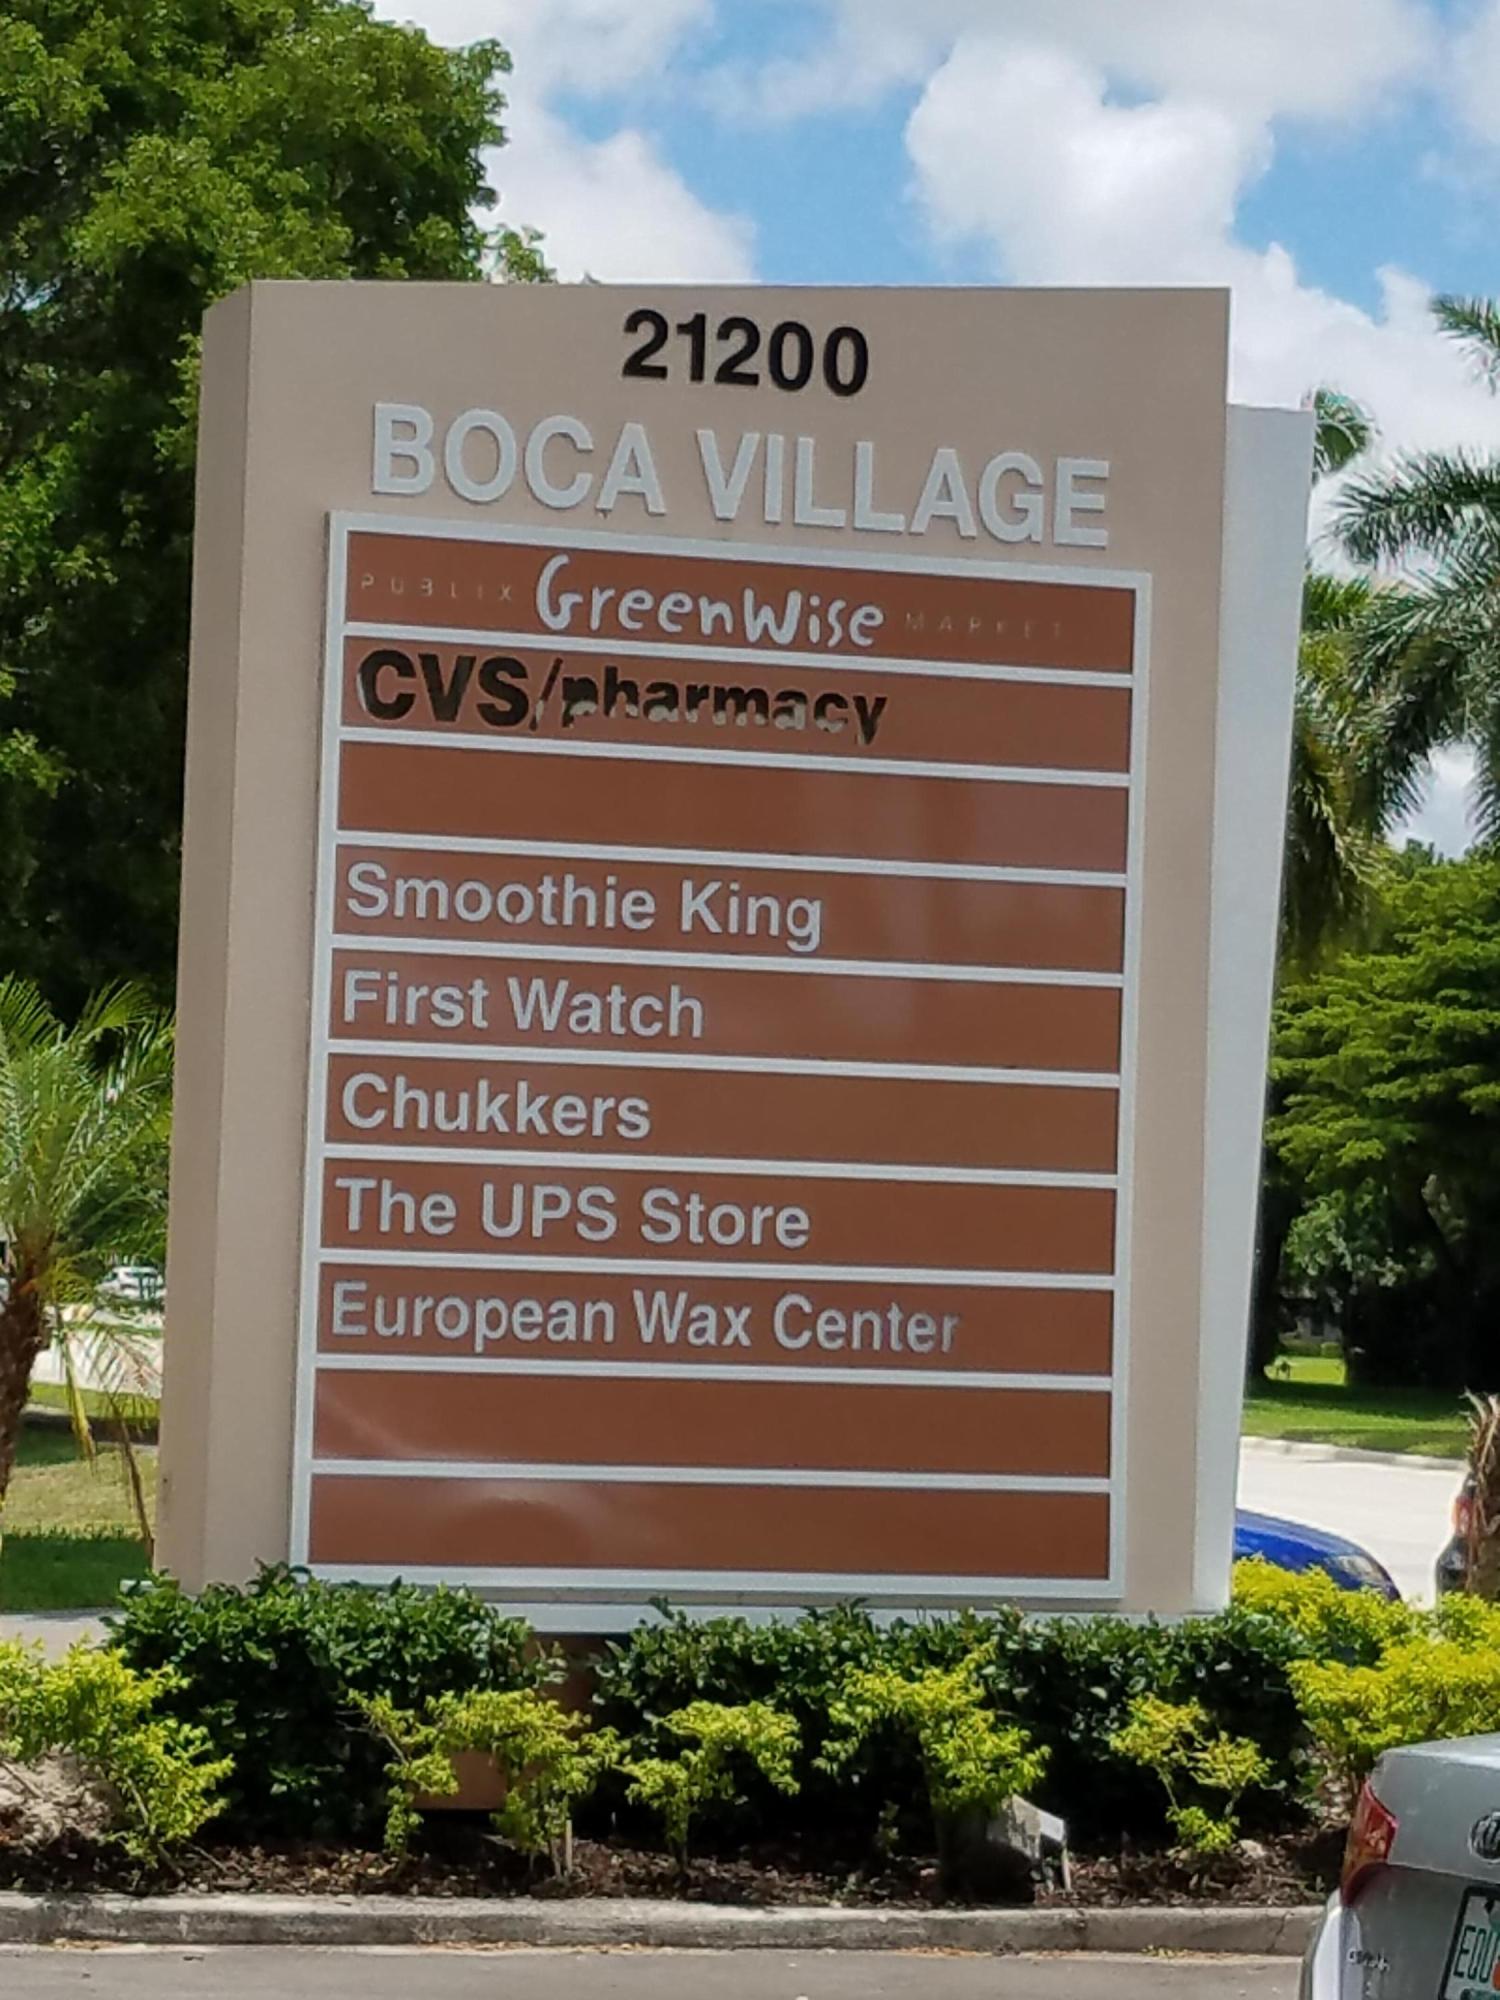 21200
BOCA VILLAGE
PUBLIX GreenWise MARKET
CVS/pharmacy
Smoothie King
First Watch
Chukkers
The UPS Store
European Wax Center